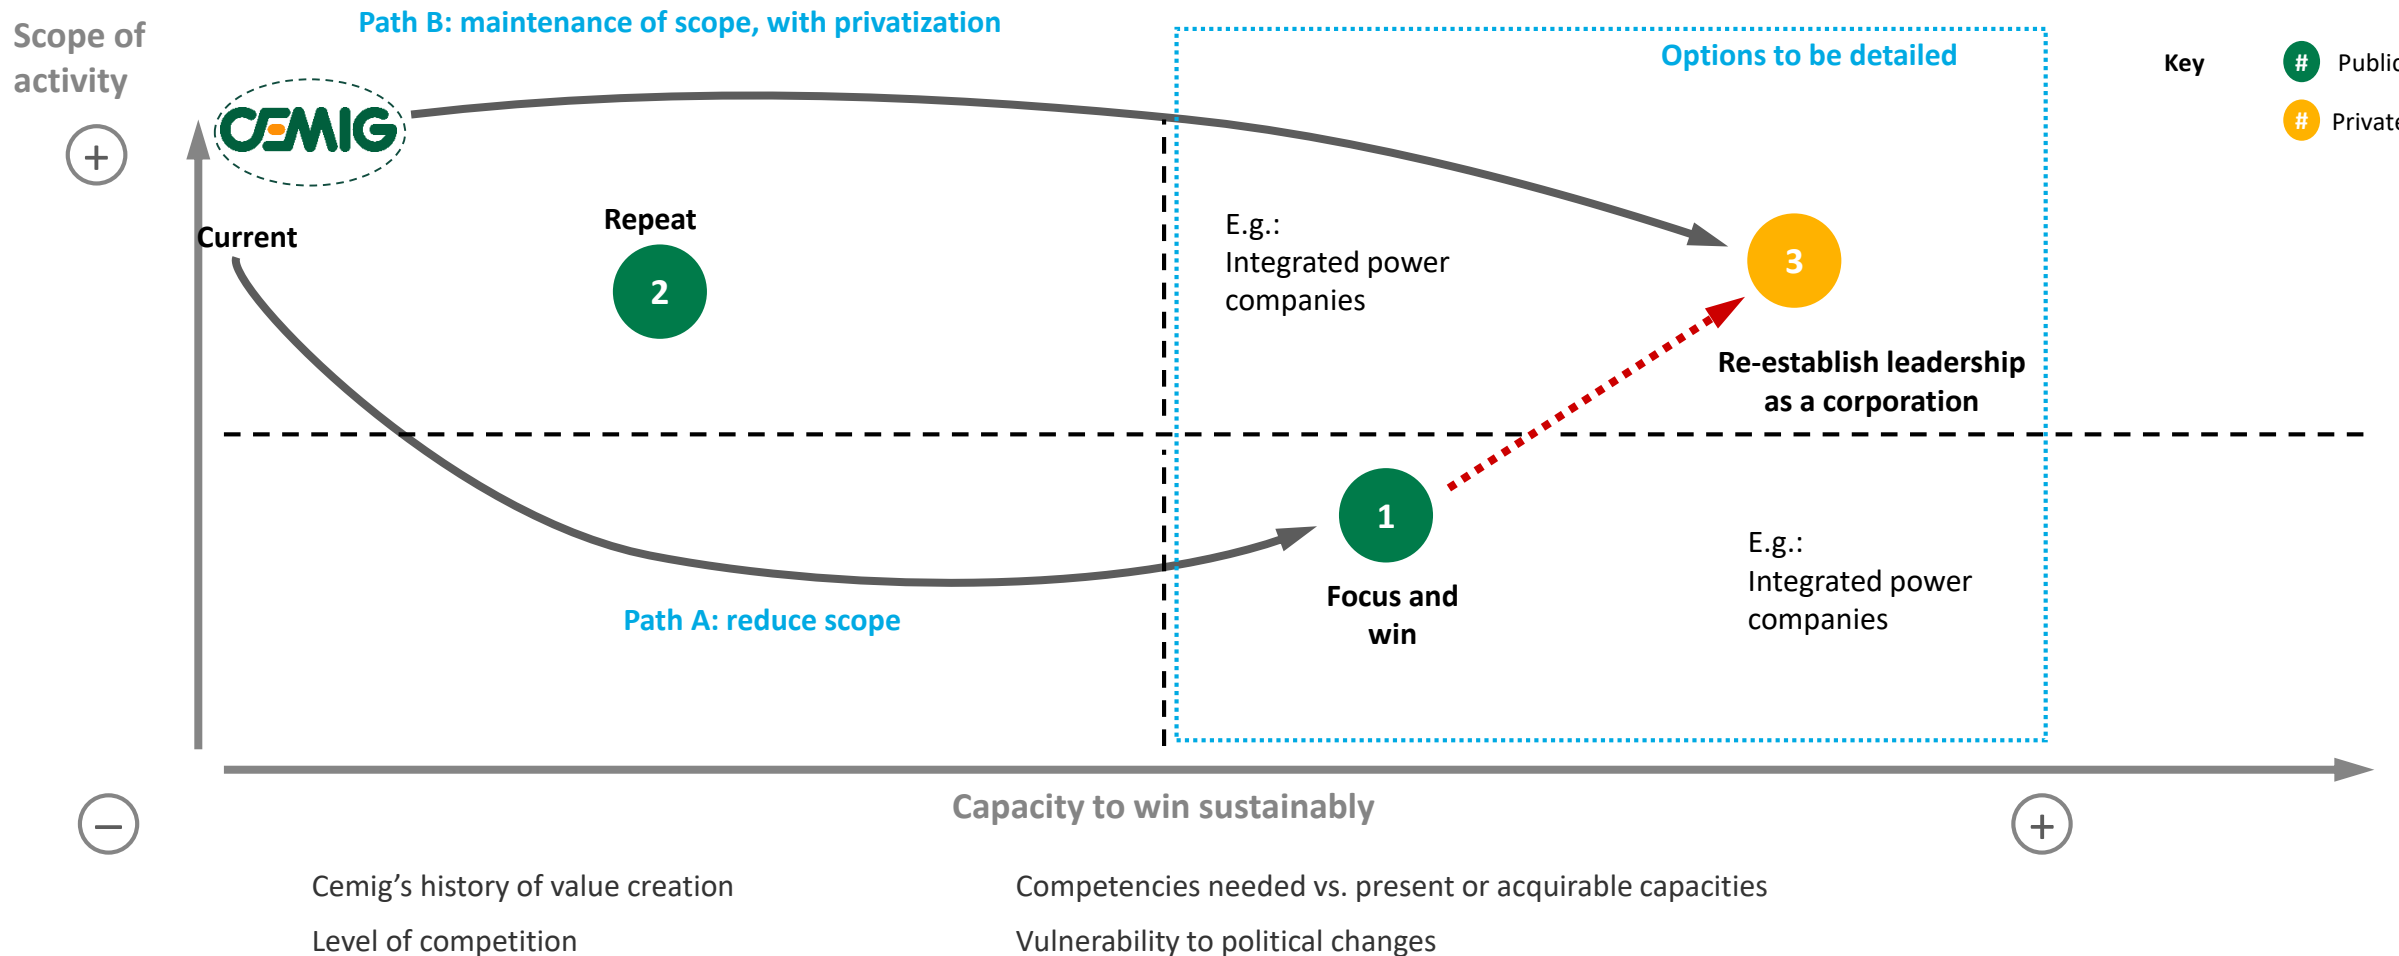 Path B: maintenance of scope, with privatization
Scope of
activity
Options to be detailed
Key
# Public
# Private
+
CEMIG
Current
Repeat
2
E.g.:
Integrated power
companies
3
Re-establish leadership
as a corporation
1
Focus and
win
E.g.:
Integrated power
companies
Path A: reduce scope
Capacity to win sustainably
–
+
Cemig’s history of value creation
Competencies needed vs. present or acquirable capacities
Level of competition
Vulnerability to political changes